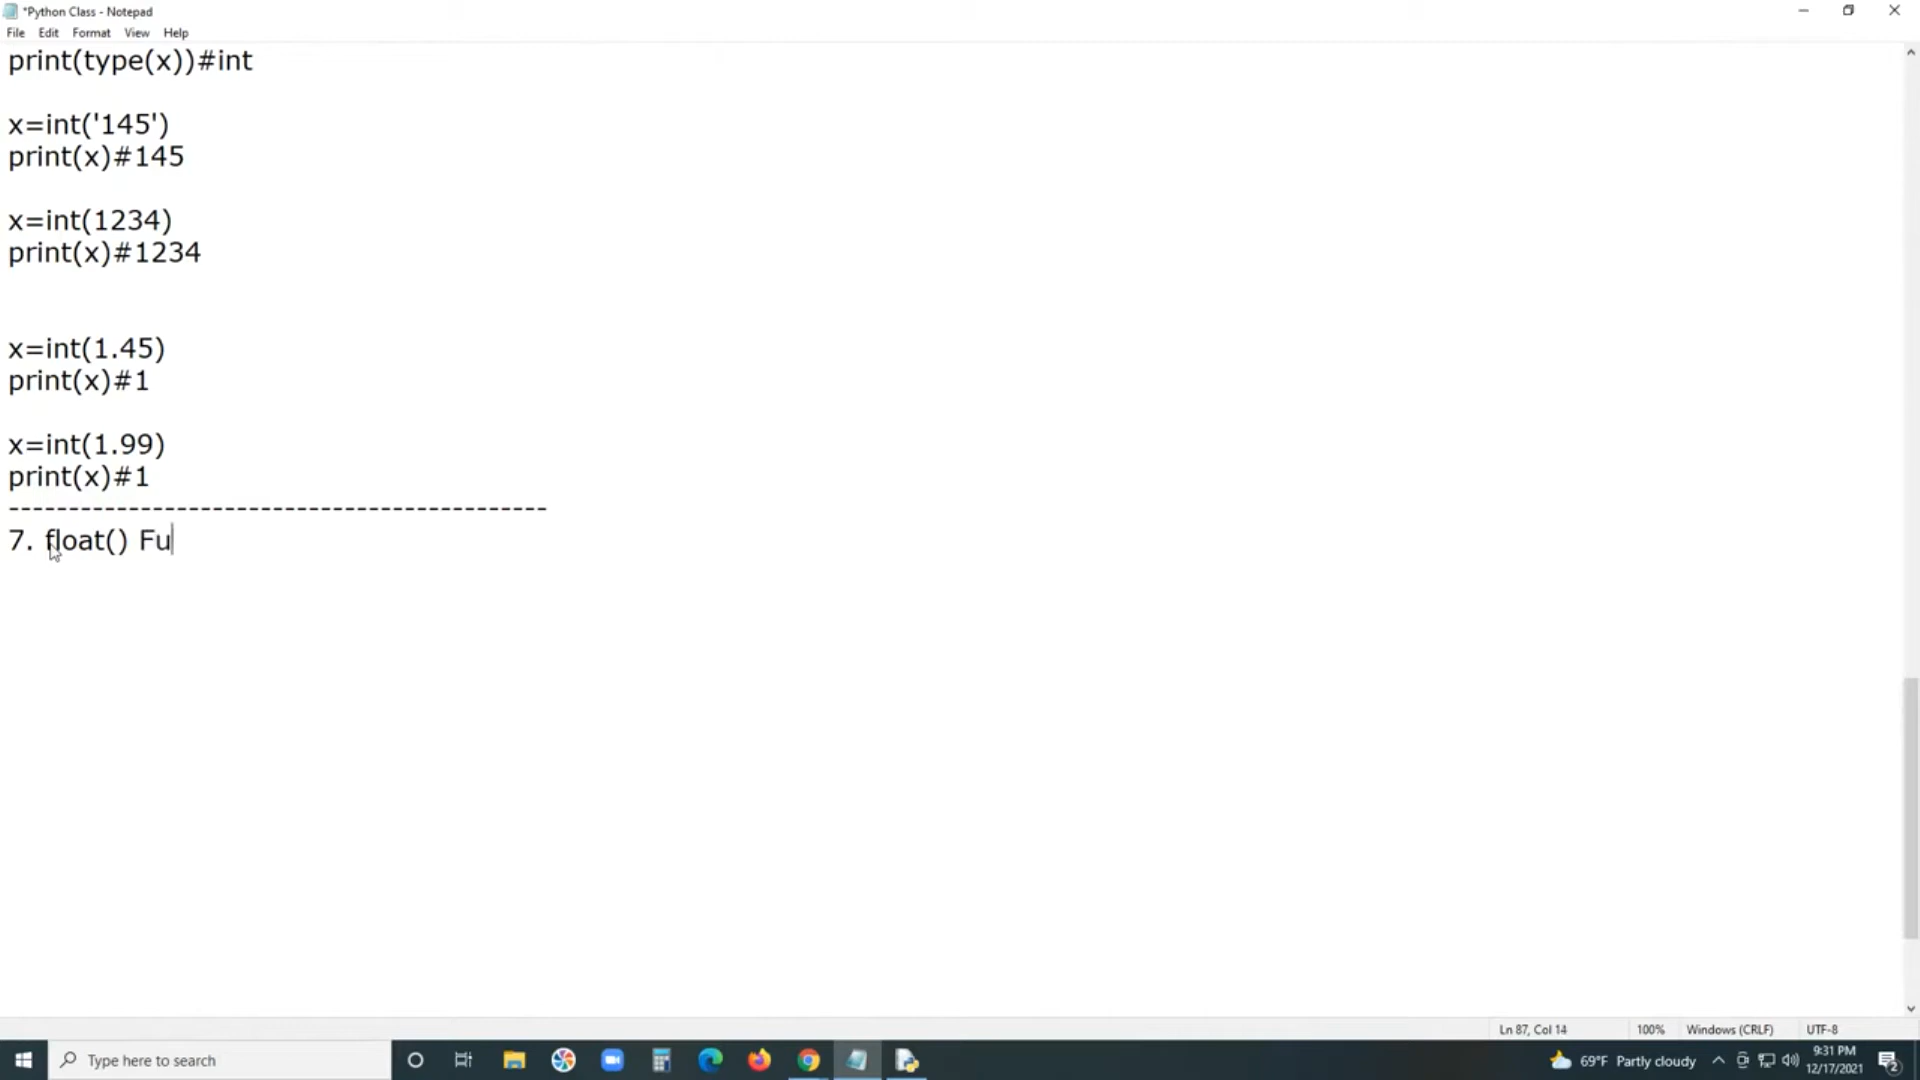 *Python Class - Notepad
File Edit Format View Help
print(type(x))#int
x=int('145')
print(x)#145
x=int(1234)
print(x)#1234
x=int(1.45)
print(x)#1
x=int(1.99)
print(x)#1
--------------------------------------------
7. float() Fu
Ln 87, Col 14 100% Windows (CRLF) UTF-8
Type here to search 69°F Partly cloudy 9:31 PM
12/17/2021 2